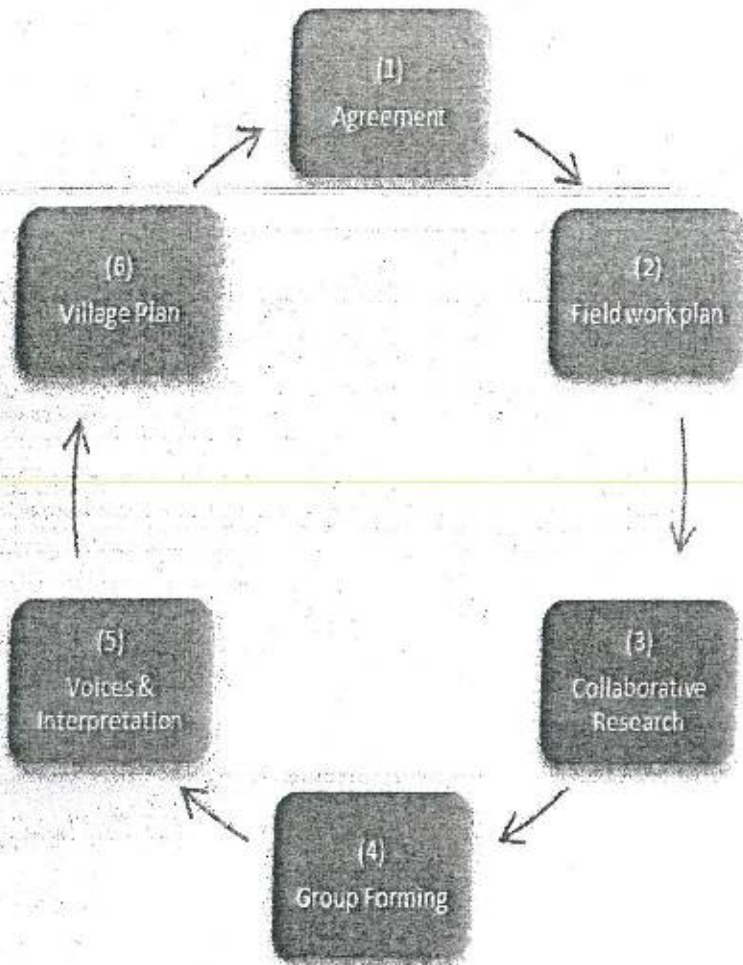 (1)
Agreement
(2)
Field work plan
(3)
Collaborative
Research
(4)
Group Forming
(5)
Voices &
Interpretation
(6)
Village Plan